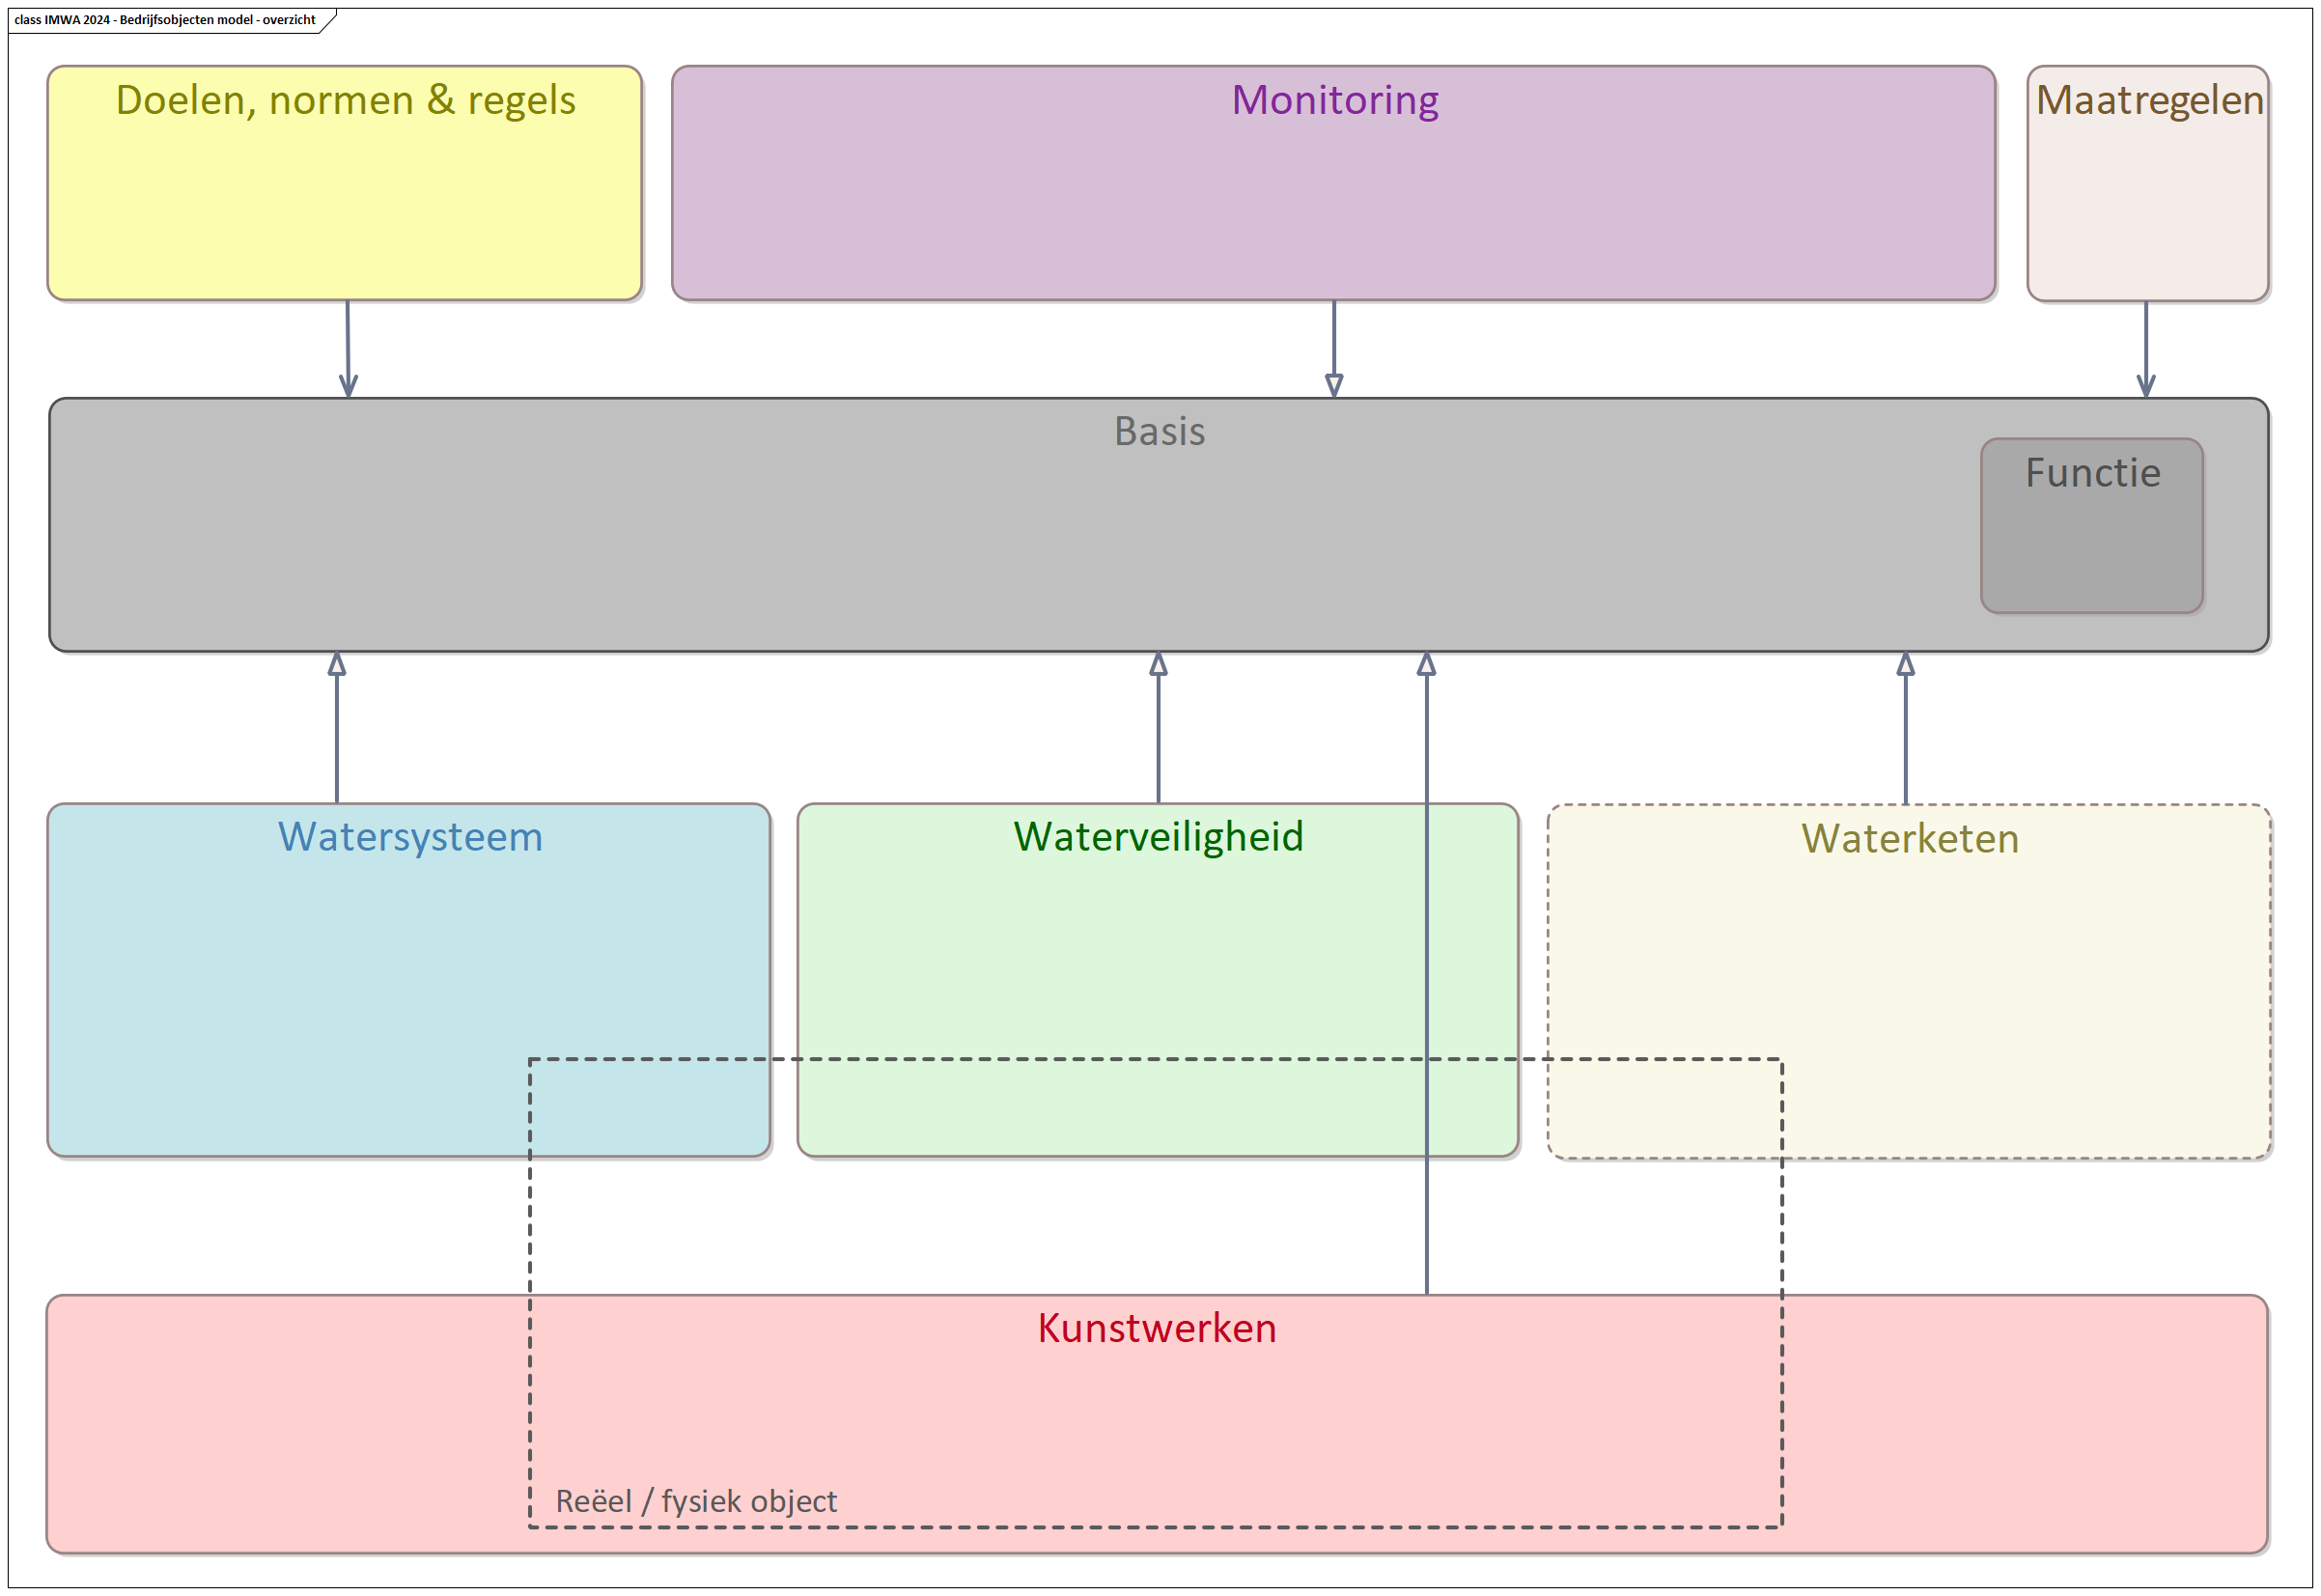 class IMWA 2024 - Bedrijfsobjecten model - overzicht
Doelen, normen & regels
Monitoring
Maatregelen
Basis
Functie
Watersysteem
Waterveiligheid
Waterketen
Kunstwerken
Reëel / fysiek object